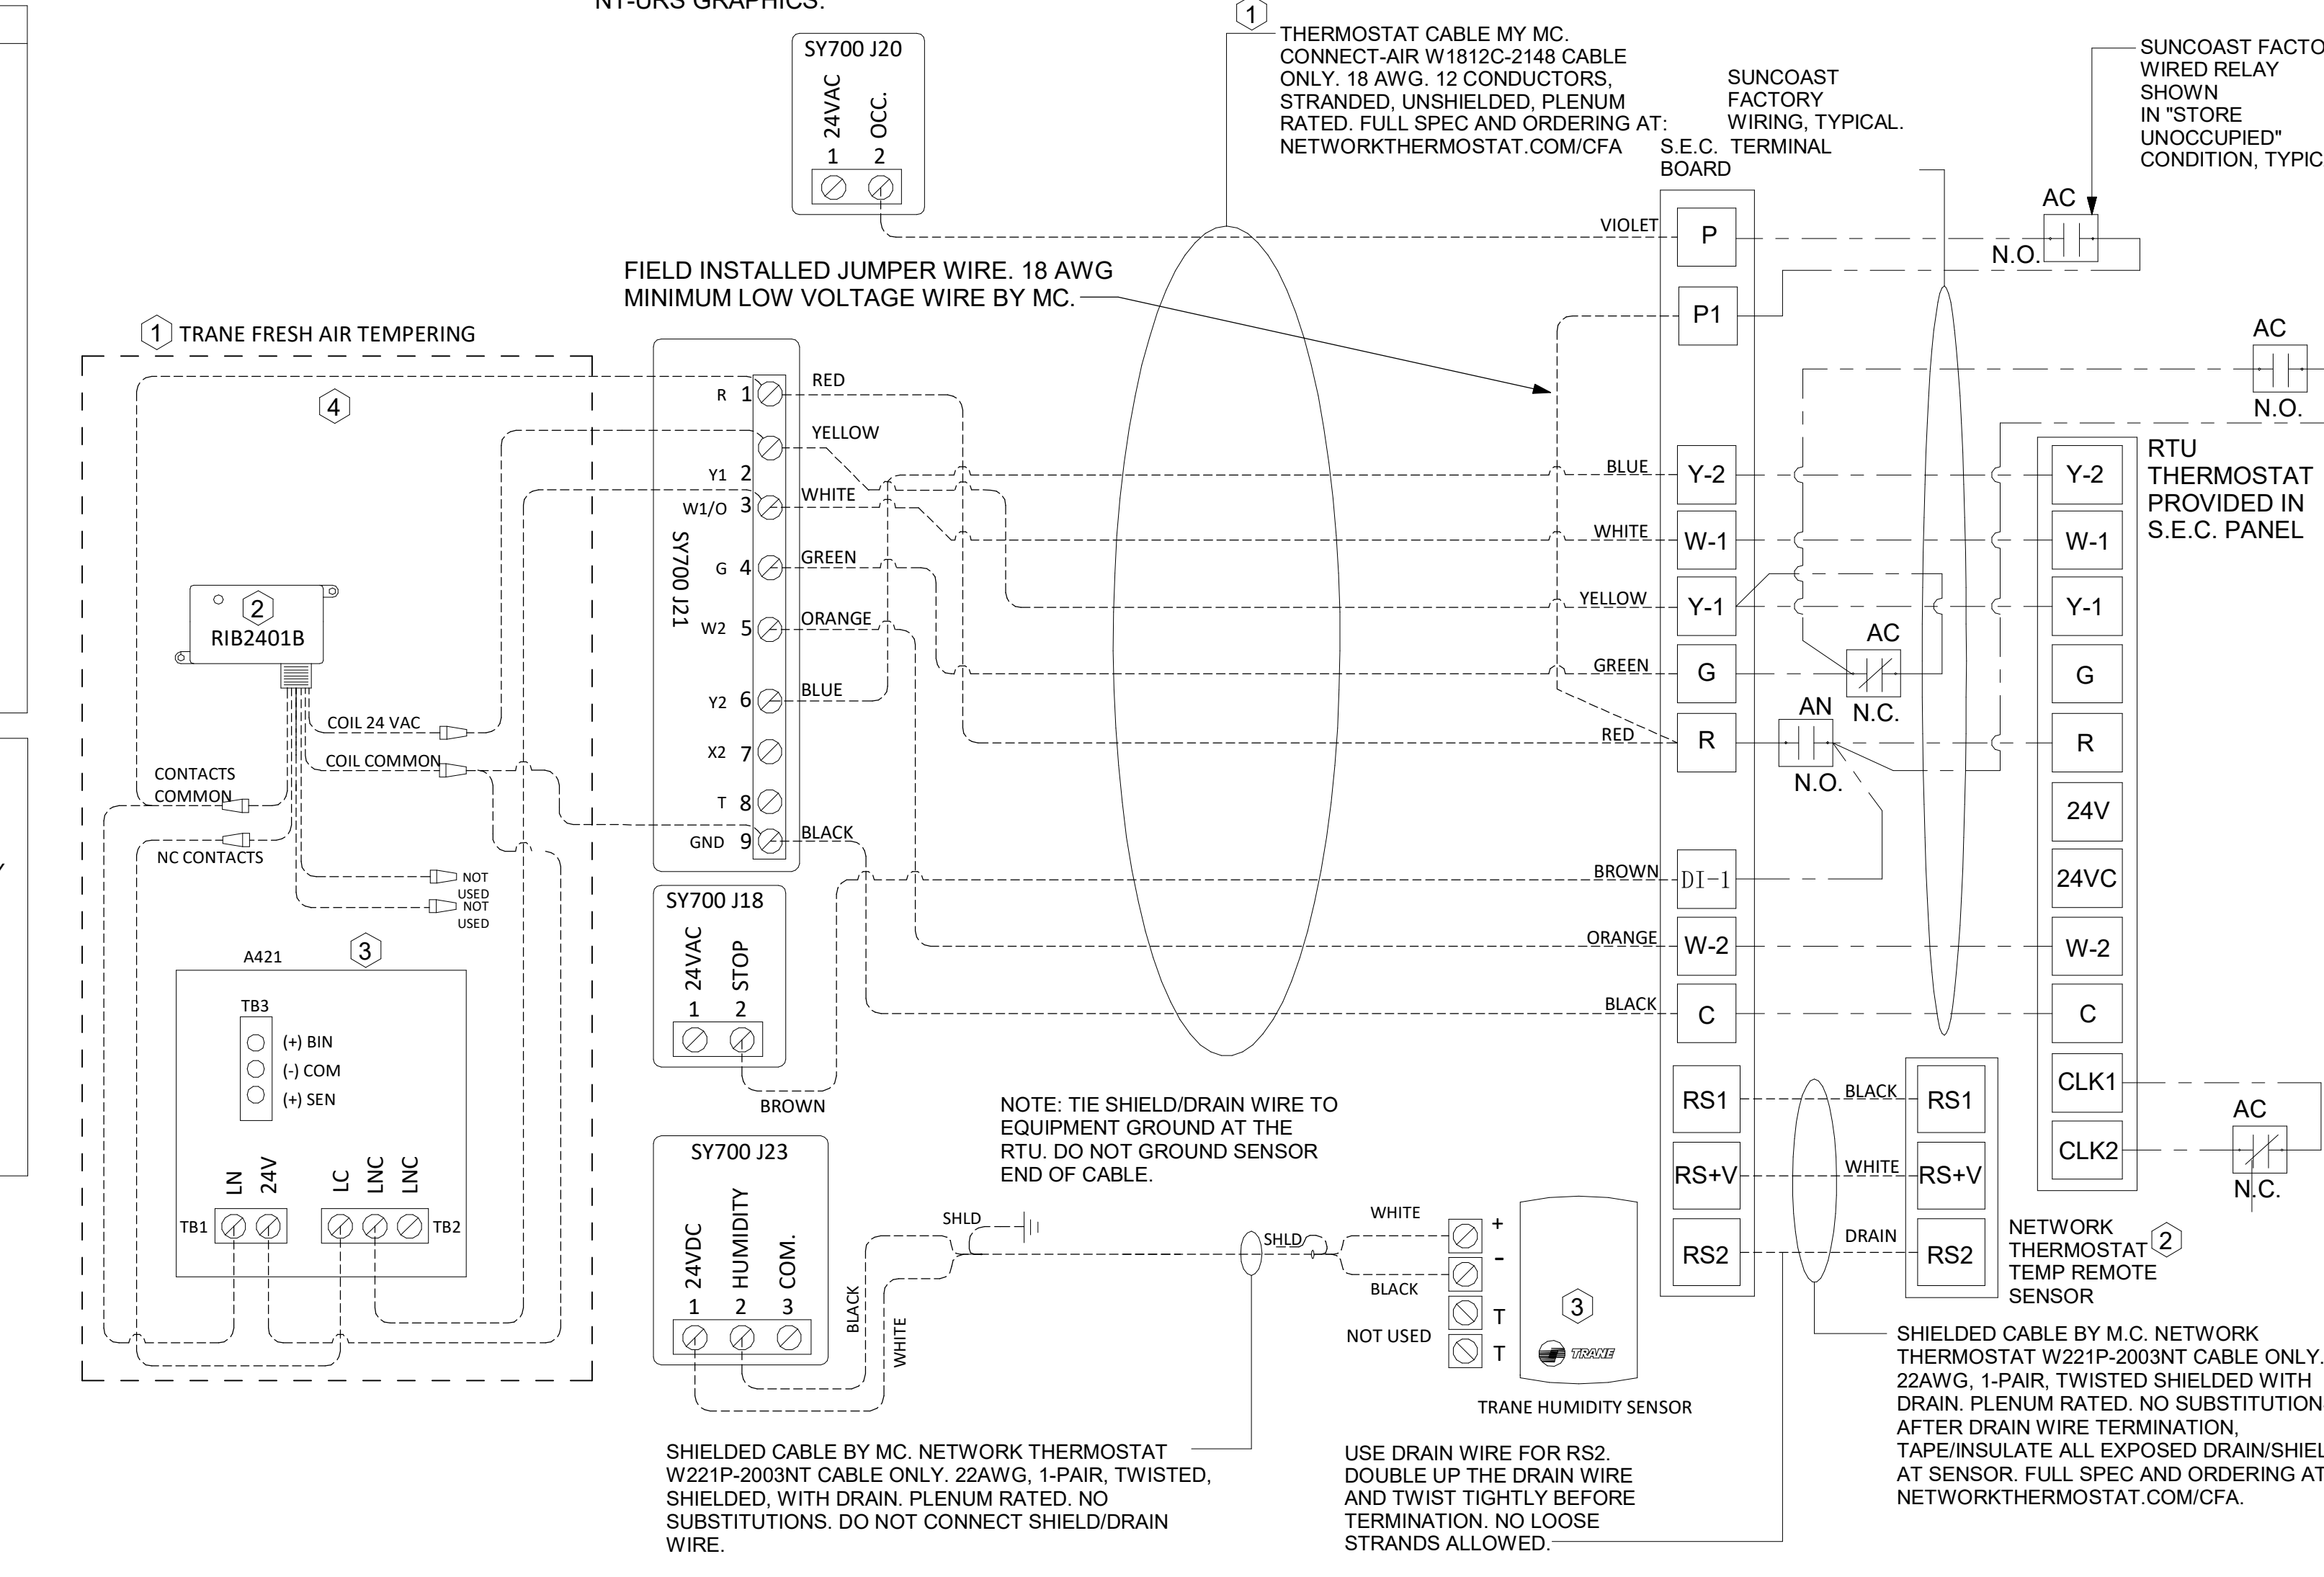 NT-URS GRAPHICS.
1
THERMOSTAT CABLE MY MC.
CONNECT-AIR W1812C-2148 CABLE
ONLY. 18 AWG. 12 CONDUCTORS,
STRANDED, UNSHIELDED, PLENUM
RATED. FULL SPEC AND ORDERING AT:
NETWORKTHERMOSTAT.COM/CFA
SUNCOAST
FACTORY
WIRING, TYPICAL.
S.E.C. TERMINAL
BOARD
SUNCOAST FACTO
WIRED RELAY
SHOWN
IN "STORE
UNOCCUPIED"
CONDITION, TYPIC
SY700 J20
24VAC
OCC.
1 2
FIELD INSTALLED JUMPER WIRE. 18 AWG
MINIMUM LOW VOLTAGE WIRE BY MC.
1 TRANE FRESH AIR TEMPERING
4
2
RIB2401B
COIL 24 VAC
COIL COMMON
CONTACTS
COMMON
NC CONTACTS
NOT
USED
NOT
USED
A421
3
TB3
(+) BIN
(-) COM
(+) SEN
LN
24V
LC
LNC
LNC
TB1
TB2
SY700 J21
R 1
Y1 2
W1/O 3
G 4
W2 5
Y2 6
X2 7
T 8
GND 9
RED
YELLOW
WHITE
GREEN
ORANGE
BLUE
BLACK
SY700 J18
24VAC
STOP
1 2
BROWN
SY700 J23
24VDC
HUMIDITY
COM.
1 2 3
BLACK
WHITE
NOTE: TIE SHIELD/DRAIN WIRE TO
EQUIPMENT GROUND AT THE
RTU. DO NOT GROUND SENSOR
END OF CABLE.
SHLD
SHLD
WHITE
BLACK
NOT USED
+
-
T
T
3
TRANE
TRANE HUMIDITY SENSOR
VIOLET
BLUE
WHITE
YELLOW
GREEN
RED
BROWN
ORANGE
BLACK
P
P1
Y-2
W-1
Y-1
G
R
DI-1
W-2
C
RS1
RS+V
RS2
AC
N.O.
AC
N.O.
AC
N.C.
AN
N.O.
RTU
THERMOSTAT
PROVIDED IN
S.E.C. PANEL
Y-2
W-1
Y-1
G
R
24V
24VC
W-2
C
CLK1
CLK2
AC
N.C.
BLACK
WHITE
DRAIN
RS1
RS+V
RS2
NETWORK
THERMOSTAT 2
TEMP REMOTE
SENSOR
SHIELDED CABLE BY M.C. NETWORK
THERMOSTAT W221P-2003NT CABLE ONLY.
22AWG, 1-PAIR, TWISTED SHIELDED WITH
DRAIN. PLENUM RATED. NO SUBSTITUTION
AFTER DRAIN WIRE TERMINATION,
TAPE/INSULATE ALL EXPOSED DRAIN/SHIEL
AT SENSOR. FULL SPEC AND ORDERING AT
NETWORKTHERMOSTAT.COM/CFA.
SHIELDED CABLE BY MC. NETWORK THERMOSTAT
W221P-2003NT CABLE ONLY. 22AWG, 1-PAIR, TWISTED,
SHIELDED, WITH DRAIN. PLENUM RATED. NO
SUBSTITUTIONS. DO NOT CONNECT SHIELD/DRAIN
WIRE.
USE DRAIN WIRE FOR RS2.
DOUBLE UP THE DRAIN WIRE
AND TWIST TIGHTLY BEFORE
TERMINATION. NO LOOSE
STRANDS ALLOWED.